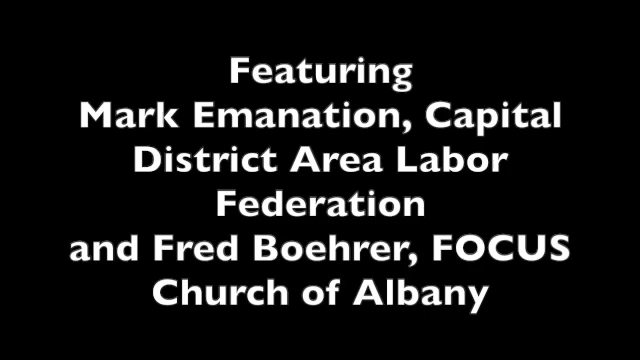 Featuring
Mark Emanation, Capital
District Area Labor
Federation
and Fred Boehrer, FOCUS
Church of Albany